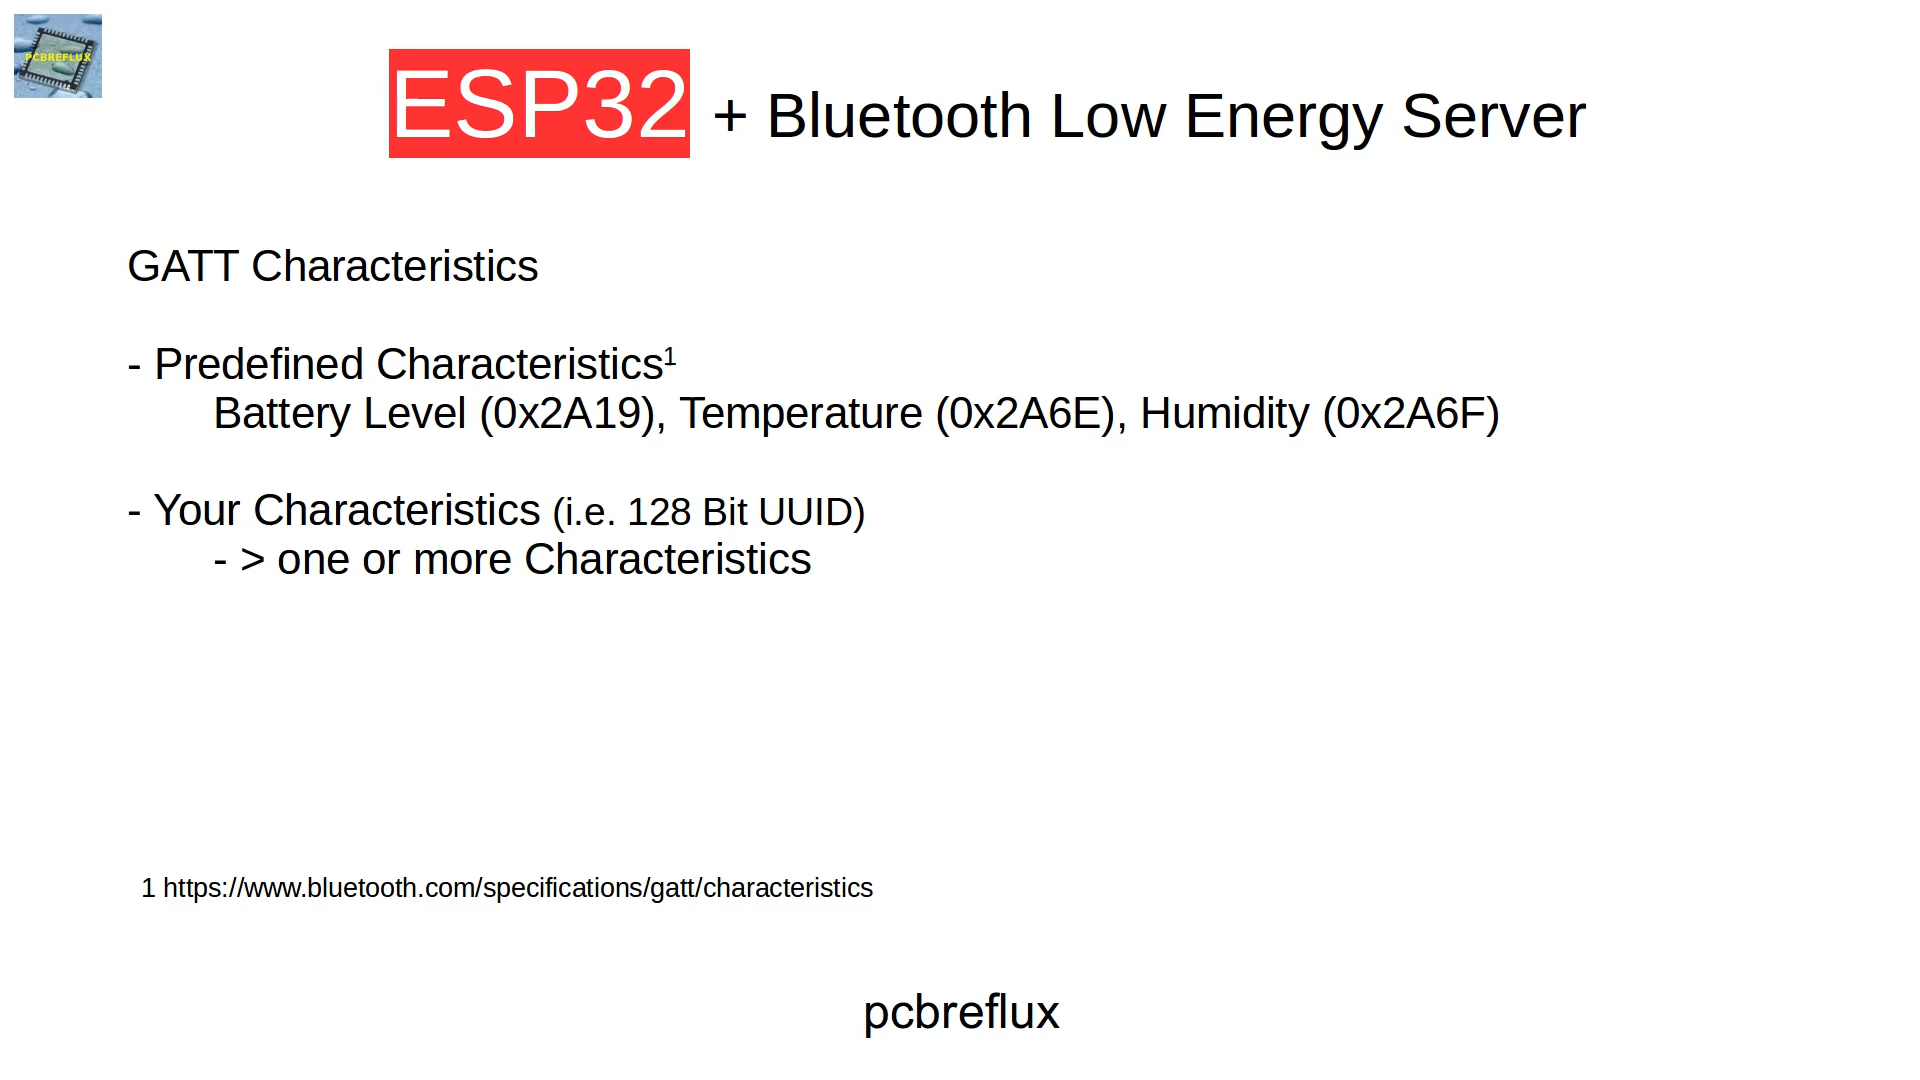 PCBREFLUX
ESP32 + Bluetooth Low Energy Server
GATT Characteristics
- Predefined Characteristics¹
Battery Level (0x2A19), Temperature (0x2A6E), Humidity (0x2A6F)
- Your Characteristics (i.e. 128 Bit UUID)
- > one or more Characteristics
1 https://www.bluetooth.com/specifications/gatt/characteristics
pcbreflux